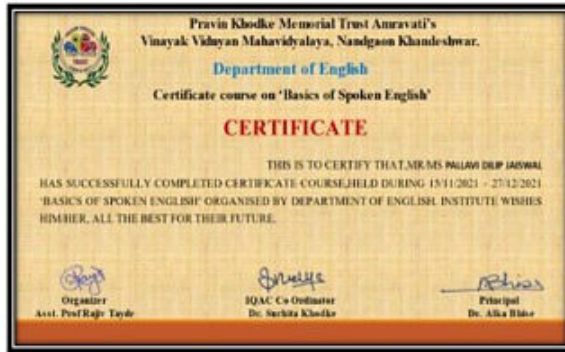 Pravin Khodke Memorial Trust Amravati's
Vinayak Vidnyan Mahavidyalaya, Nandgaon Khandeshwar.
Department of English
Certificate course on 'Basics of Spoken English'
CERTIFICATE
THIS IS TO CERTIFY THAT,MR/MS PALLAVI DILIP JAISWAL
HAS SUCCESSFULLY COMPLETED CERTIFICATE COURSE,HELD DURING 15/11/2021 - 27/12/2021
'BASICS OF SPOKEN ENGLISH' ORGANISED BY DEPARTMENT OF ENGLISH. INSTITUTE WISHES
HIM/HER, ALL THE BEST FOR THEIR FUTURE.
Organizer
Asst. Prof Rajiv Tayde
IQAC Co Ordinator
Dr. Suchita Khodke
Principal
Dr. Alka Bhise